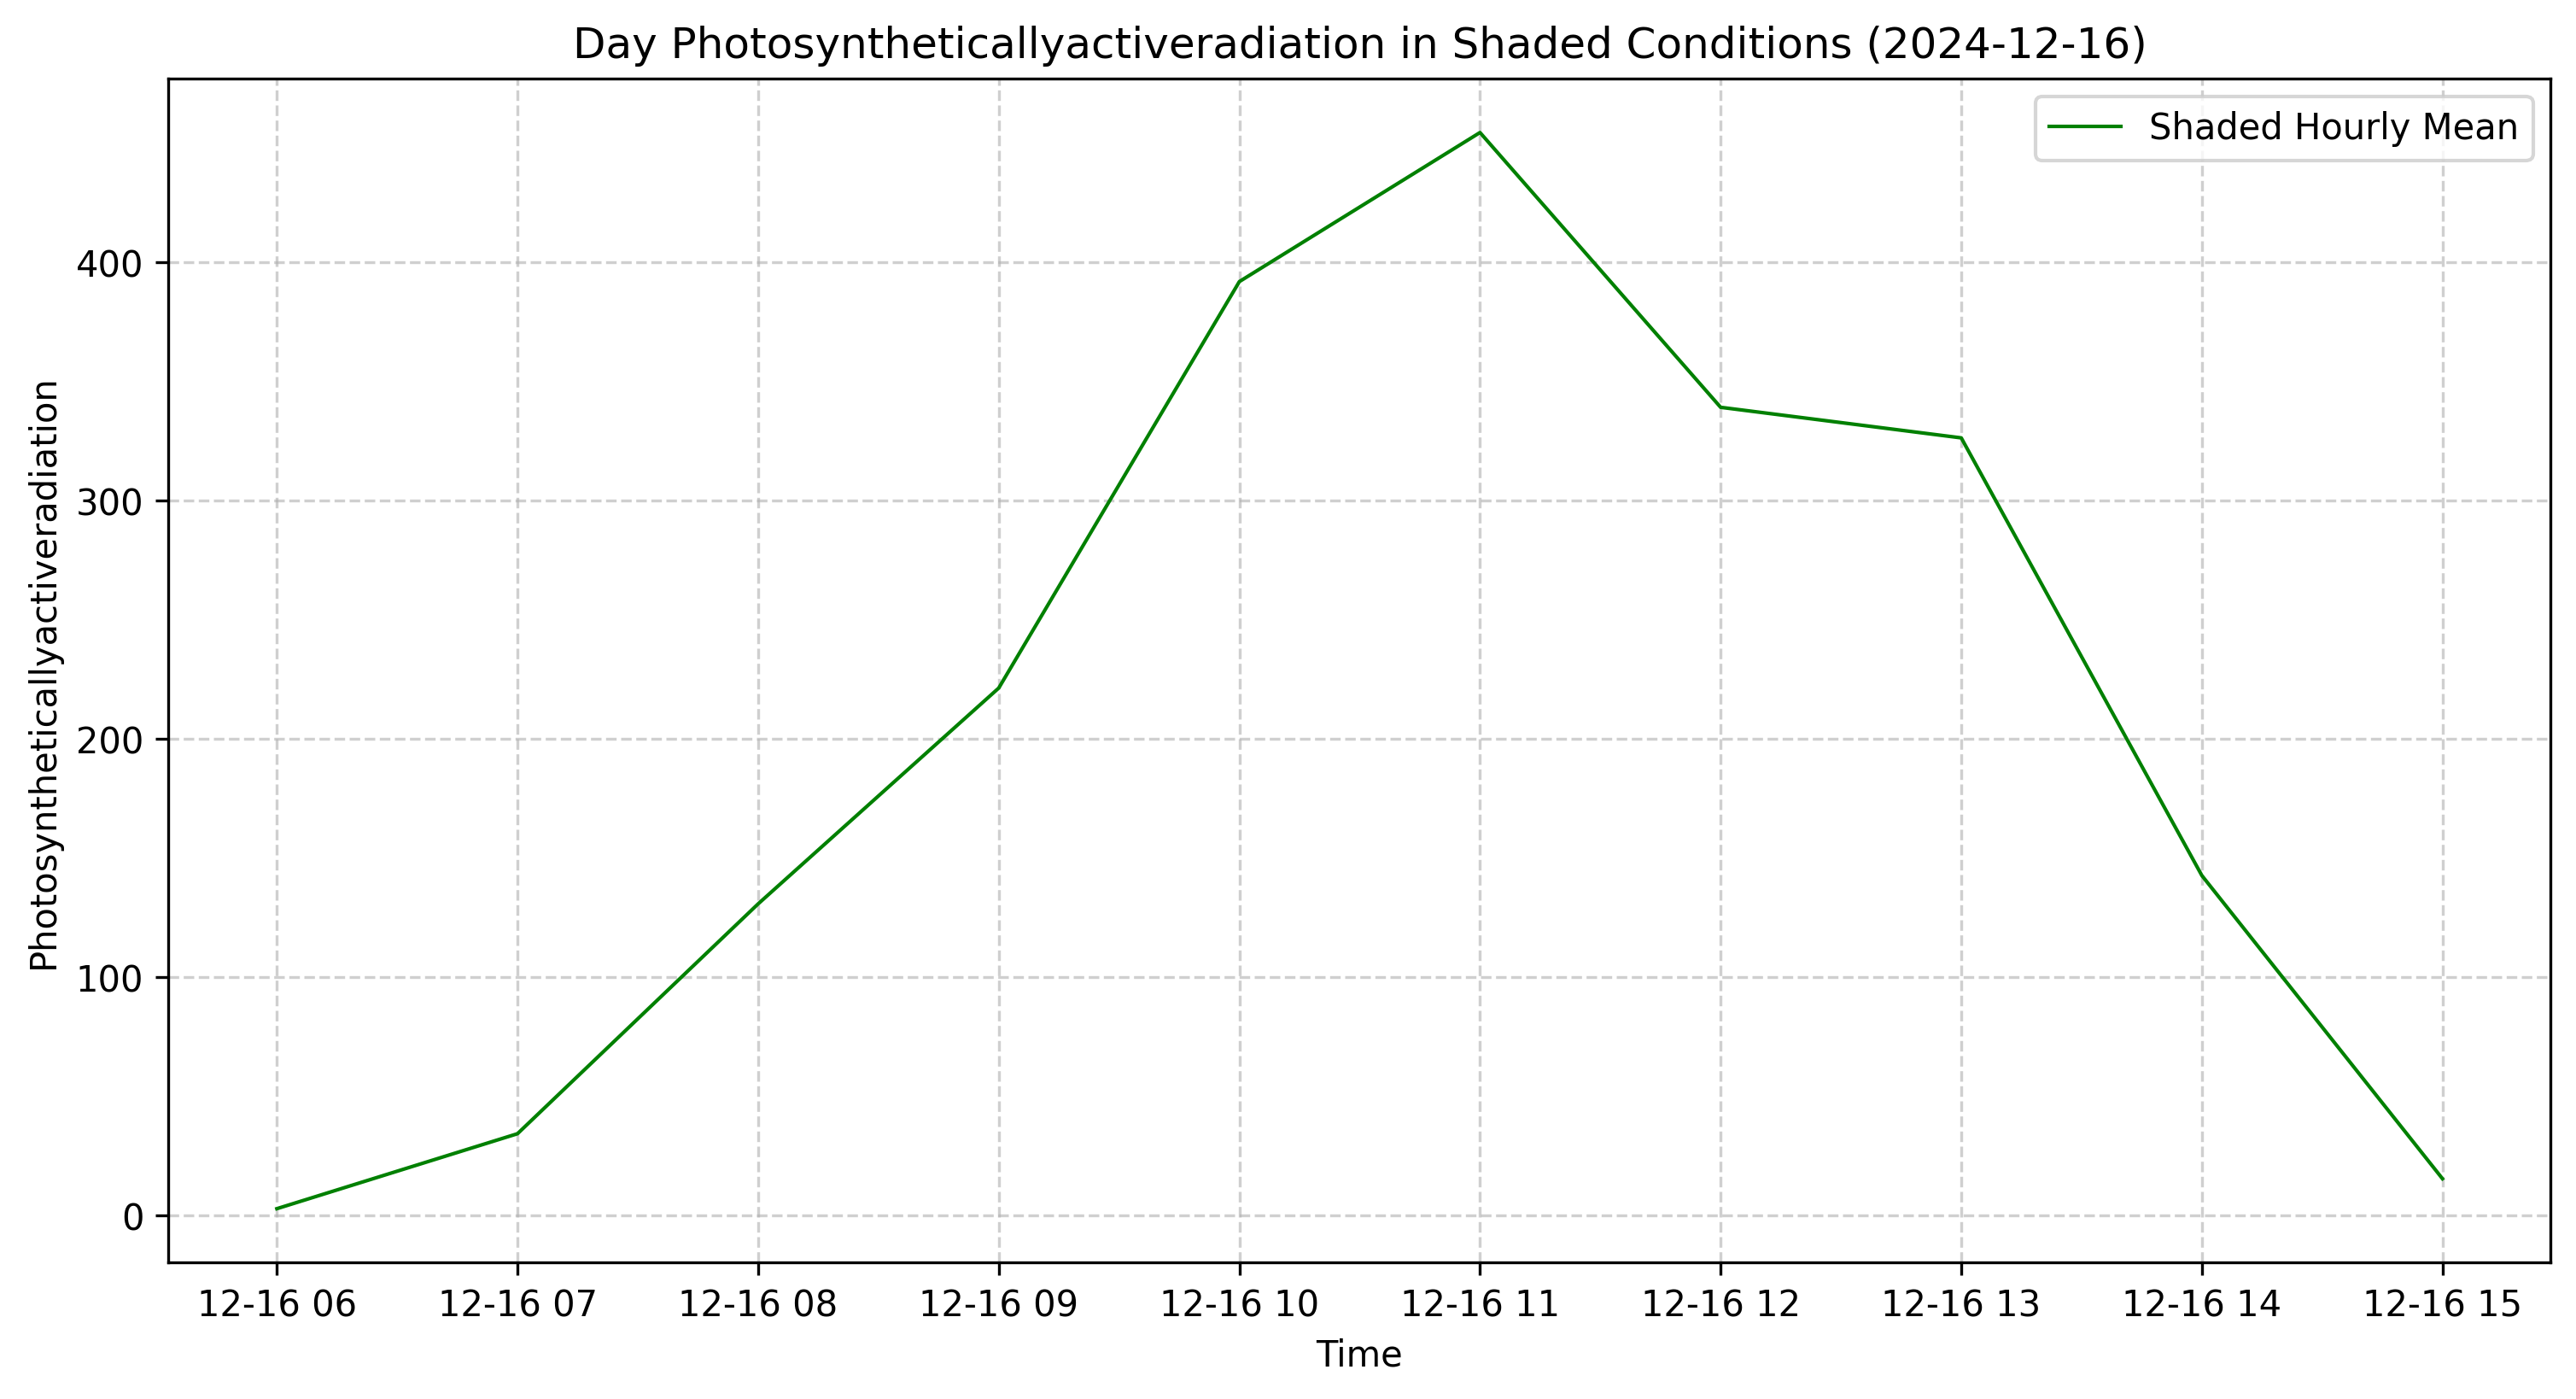 Day Photosyntheticallyactiveradiation in Shaded Conditions (2024-12-16)
Shaded Hourly Mean
Photosyntheticallyactiveradiation
400
300
200
100
0
12-16 06 12-16 07 12-16 08 12-16 09 12-16 10 12-16 11 12-16 12 12-16 13 12-16 14 12-16 15
Time